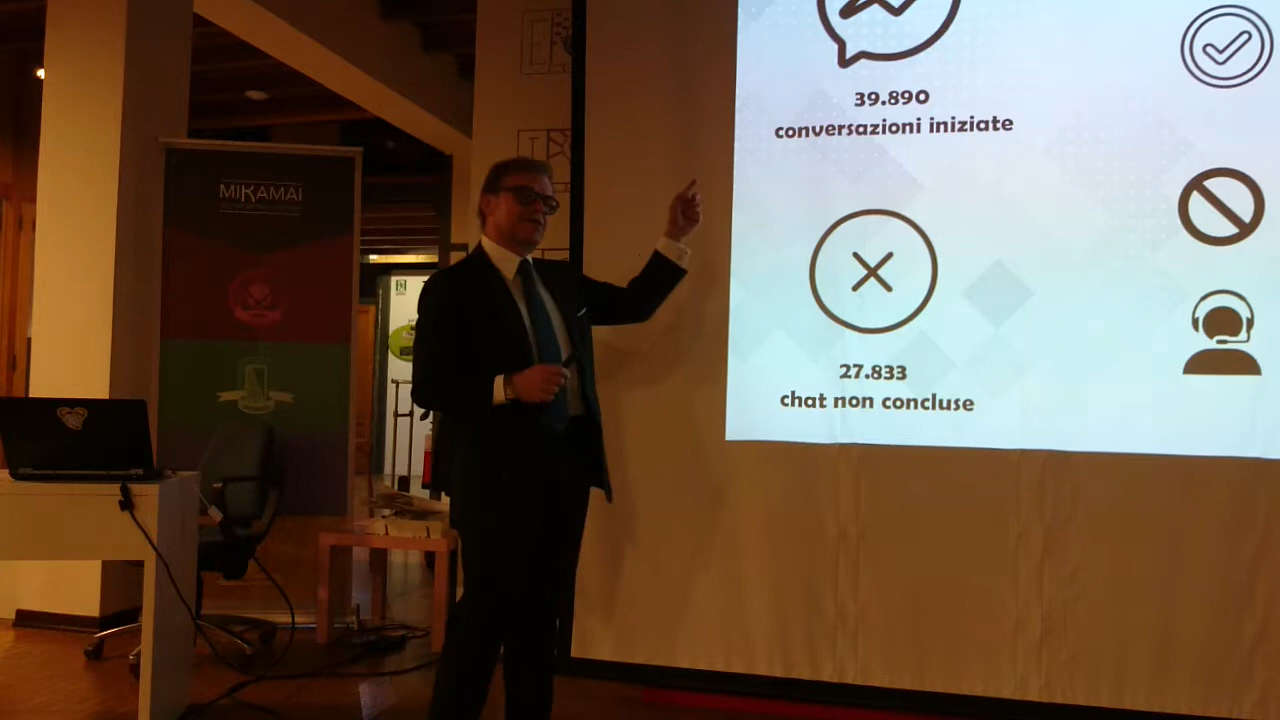 MIKAMAI
39.890
conversazioni iniziate
27.833
chat non concluse